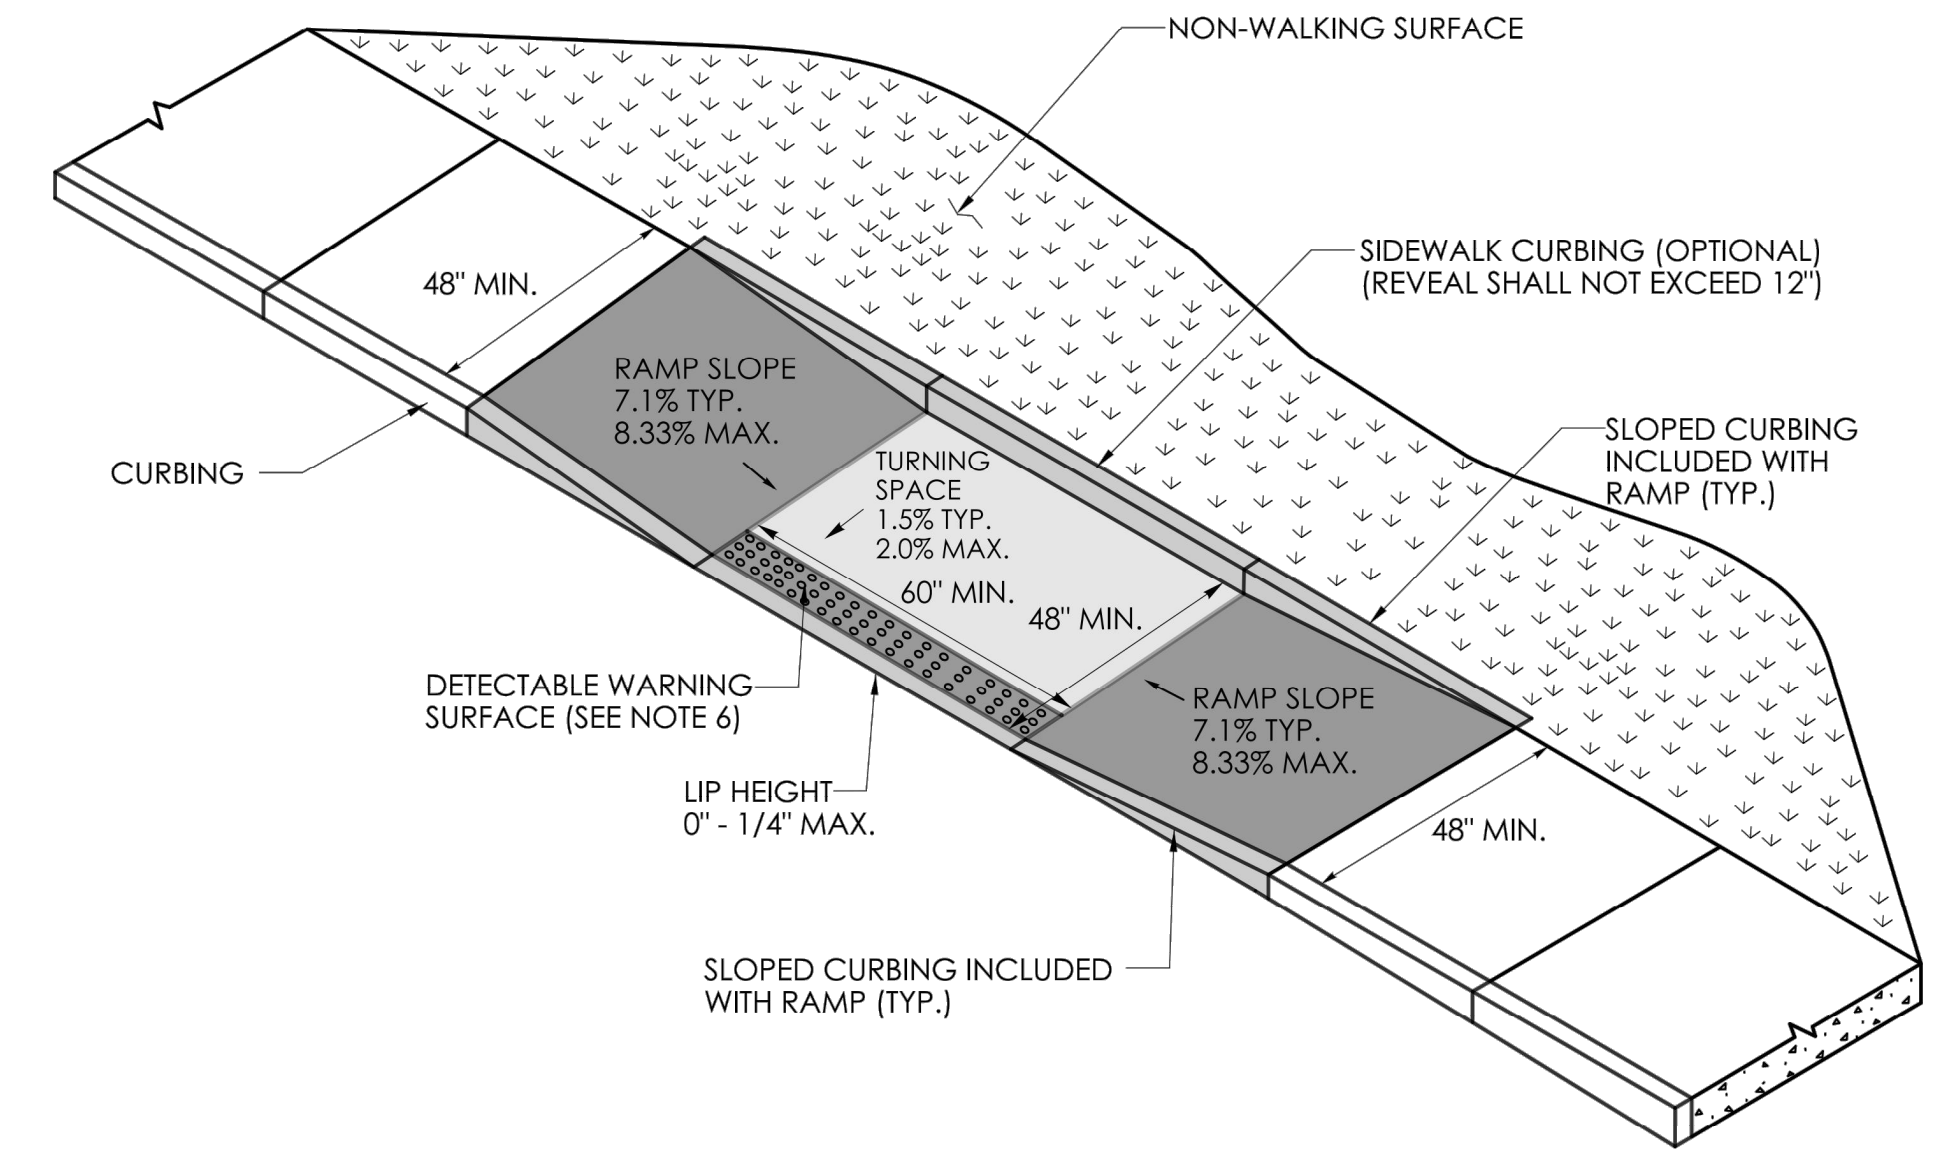 NON-WALKING SURFACE
SIDEWALK CURBING (OPTIONAL)
(REVEAL SHALL NOT EXCEED 12")
48" MIN.
RAMP SLOPE
7.1% TYP.
8.33% MAX.
SLOPED CURBING
INCLUDED WITH
RAMP (TYP.)
CURBING
TURNING
SPACE
1.5% TYP.
2.0% MAX.
60" MIN.
48" MIN.
DETECTABLE WARNING
SURFACE (SEE NOTE 6)
RAMP SLOPE
7.1% TYP.
8.33% MAX.
LIP HEIGHT
0" - 1/4" MAX.
48" MIN.
SLOPED CURBING INCLUDED
WITH RAMP (TYP.)